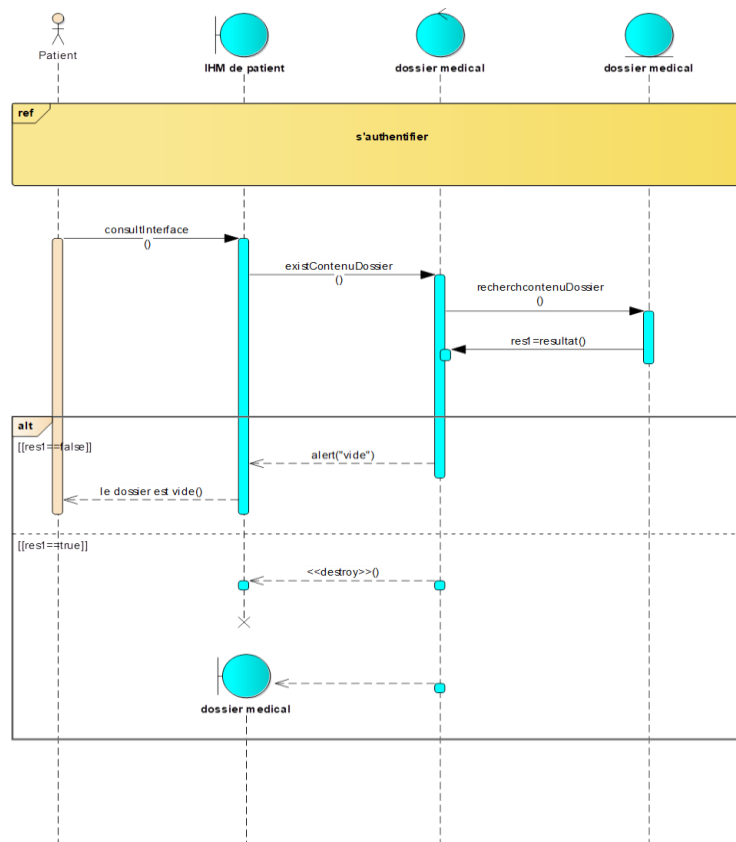 Patient
IHM de patient
dossier medical
dossier medical
ref
s'authentifier
consultInterface
()
existContenuDossier
()
recherchcontenuDossier
()
res1=resultat()
alt
[[res1==false]]
alert("vide")
le dossier est vide()
[[res1==true]]
<<destroy>>()
dossier medical